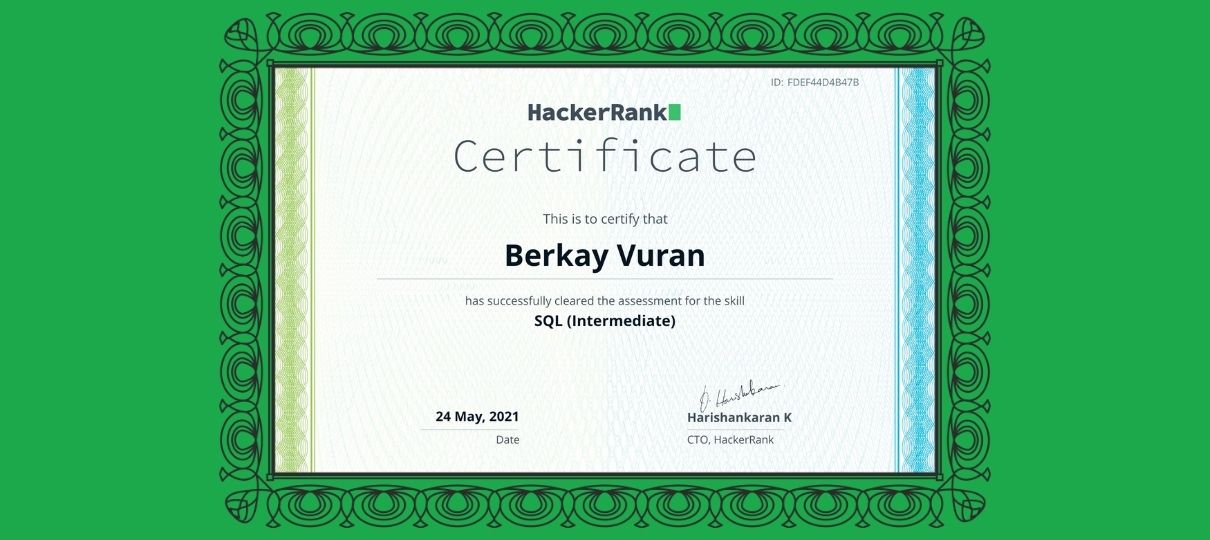 ID: FDEF44D4B47B
HackerRank
Certificate
This is to certify that
Berkay Vuran
has successfully cleared the assessment for the skill
SQL (Intermediate)
24 May, 2021
Date
Harishankaran K
CTO, HackerRank